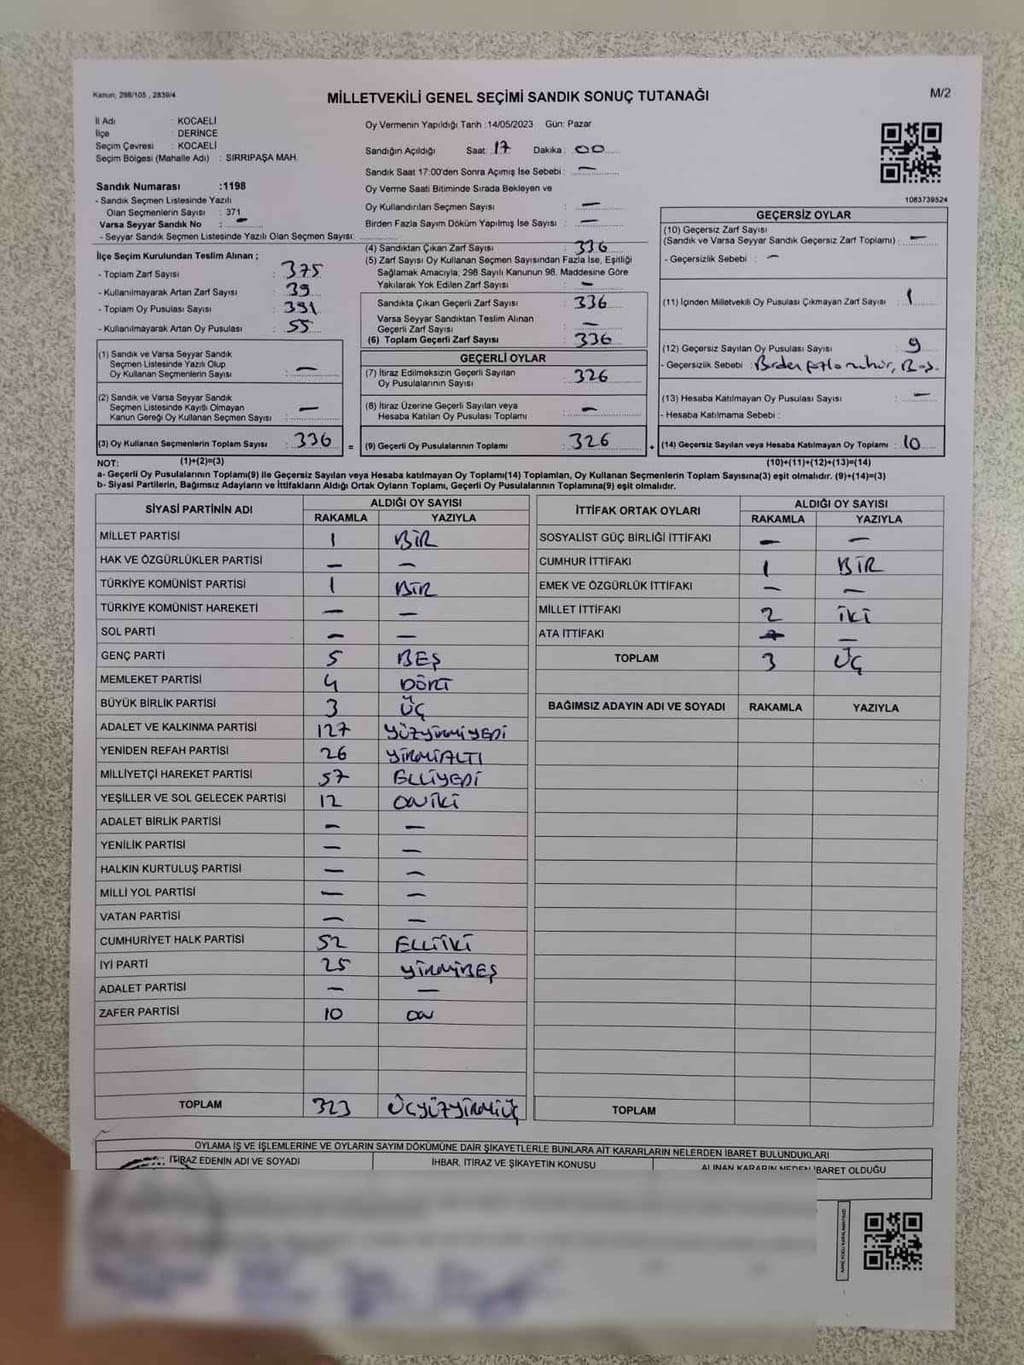 Kanun: 298/105 , 2839/4
MİLLETVEKİLİ GENEL SEÇİMİ SANDIK SONUÇ TUTANAĞI
M/2
İl Adı : KOCAELİ
İlçe : DERİNCE
Seçim Çevresi : KOCAELİ
Seçim Bölgesi (Mahalle Adı) : SIRRIPAŞA MAH.
Oy Vermenin Yapıldığı Tarih :14/05/2023 Gün: Pazar
Sandığın Açıldığı Saat: 17 Dakika: 00
Sandık Saat 17:00'den Sonra Açımış İse Sebebi: —
Oy Verme Saati Bitiminde Sırada Bekleyen ve
Oy Kullandırılan Seçmen Sayısı : —
Birden Fazla Sayım Döküm Yapılmış İse Sayısı : —
1083739524
Sandık Numarası :1198
- Sandık Seçmen Listesinde Yazılı
Olan Seçmenlerin Sayısı : 371
Varsa Seyyar Sandık No : —
- Seyyar Sandık Seçmen Listesinde Yazılı Olan Seçmen Sayısı:
İlçe Seçim Kurulundan Teslim Alınan ;
- Toplam Zarf Sayısı : 375
- Kullanılmayarak Artan Zarf Sayısı : 39
- Toplam Oy Pusulası Sayısı : 391
- Kullanılmayarak Artan Oy Pusulası : 55
(4) Sandıktan Çıkan Zarf Sayısı : 336
(5) Zarf Sayısı Oy Kullanan Seçmen Sayısından Fazla İse, Eşitliği
Sağlamak Amacıyla; 298 Sayılı Kanunun 98. Maddesine Göre
Yakılarak Yok Edilen Zarf Sayısı : —
Sandıkta Çıkan Geçerli Zarf Sayısı : 336
Varsa Seyyar Sandıktan Teslim Alınan
Geçerli Zarf Sayısı : —
(6) Toplam Geçerli Zarf Sayısı : 336
GEÇERSİZ OYLAR
(10) Geçersiz Zarf Sayısı
(Sandık ve Varsa Seyyar Sandık Geçersiz Zarf Toplamı) : —
- Geçersizlik Sebebi : —
(11) İçinden Milletvekili Oy Pusulası Çıkmayan Zarf Sayısı : 1
(12) Geçersiz Sayılan Oy Pusulası Sayısı : 9
- Geçersizlik Sebebi : Birden fazla mühür,
(13) Hesaba Katılmayan Oy Pusulası Sayısı : —
- Hesaba Katılmama Sebebi :
(1) Sandık ve Varsa Seyyar Sandık
Seçmen Listesinde Yazılı Olup
Oy Kullanan Seçmenlerin Sayısı : —
(2) Sandık ve Varsa Seyyar Sandık
Seçmen Listesinde Kayıtlı Olmayan
Kanun Gereği Oy Kullanan Seçmen Sayısı : —
GEÇERLİ OYLAR
(7) İtiraz Edilmeksizin Geçerli Sayılan
Oy Pusulalarının Sayısı : 326
(8) İtiraz Üzerine Geçerli Sayılan veya
Hesaba Katılan Oy Pusulası Toplamı : —
(3) Oy Kullanan Seçmenlerin Toplam Sayısı : 336 = (9) Geçerli Oy Pusulalarının Toplamı : 326 + (14) Geçersiz Sayılan veya Hesaba Katılmayan Oy Toplamı : 10
NOT: (1)+(2)=(3) (10)+(11)+(12)+(13)=(14)
a- Geçerli Oy Pusulalarının Toplamı(9) ile Geçersiz Sayılan veya Hesaba katılmayan Oy Toplamı(14) Toplamları, Oy Kullanan Seçmenlerin Toplam Sayısına(3) eşit olmalıdır. (9)+(14)=(3)
b- Siyasi Partilerin, Bağımsız Adayların ve İttifakların Aldığı Ortak Oyların Toplamı, Geçerli Oy Pusulalarının Toplamına(9) eşit olmalıdır.
SİYASİ PARTİNİN ADI ALDIĞI OY SAYISI
RAKAMLA YAZIYLA
MİLLET PARTİSİ 1 BİR
HAK VE ÖZGÜRLÜKLER PARTİSİ — —
TÜRKİYE KOMÜNİST PARTİSİ 1 BİR
TÜRKİYE KOMÜNİST HAREKETİ — —
SOL PARTİ — —
GENÇ PARTİ 5 BEŞ
MEMLEKET PARTİSİ 4 DÖRT
BÜYÜK BİRLİK PARTİSİ 3 ÜÇ
ADALET VE KALKINMA PARTİSİ 127 YÜZYİRMİYEDİ
YENİDEN REFAH PARTİSİ 26 YİRMİALTI
MİLLİYETÇİ HAREKET PARTİSİ 57 ELLİYEDİ
YEŞİLLER VE SOL GELECEK PARTİSİ 12 ONİKİ
ADALET BİRLİK PARTİSİ — —
YENİLİK PARTİSİ — —
HALKIN KURTULUŞ PARTİSİ — —
MİLLİ YOL PARTİSİ — —
VATAN PARTİSİ — —
CUMHURİYET HALK PARTİSİ 52 ELLİİKİ
İYİ PARTİ 25 YİRMİBEŞ
ADALET PARTİSİ — —
ZAFER PARTİSİ 10 ON
TOPLAM 323 ÜÇYÜZYİRMİÜÇ
İTTİFAK ORTAK OYLARI ALDIĞI OY SAYISI
RAKAMLA YAZIYLA
SOSYALİST GÜÇ BİRLİĞİ İTTİFAKI — —
CUMHUR İTTİFAKI 1 BİR
EMEK VE ÖZGÜRLÜK İTTİFAKI — —
MİLLET İTTİFAKI 2 İKİ
ATA İTTİFAKI — —
TOPLAM 3 ÜÇ
BAĞIMSIZ ADAYIN ADI VE SOYADI RAKAMLA YAZIYLA
TOPLAM
OYLAMA İŞ VE İŞLEMLERİNE VE OYLARIN SAYIM DÖKÜMÜNE DAİR ŞİKAYETLERLE BUNLARA AİT KARARLARIN NELERDEN İBARET BULUNDUKLARI
İTİRAZ EDENİN ADI VE SOYADI İHBAR, İTİRAZ VE ŞİKAYETİN KONUSU ALINAN KARARIN NEDEN İBARET OLDUĞU